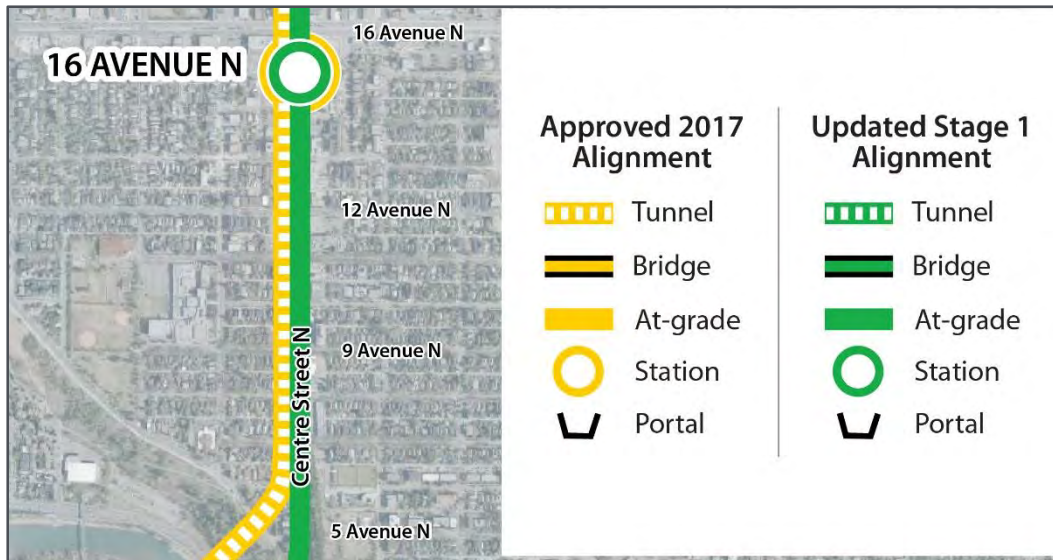 16 Avenue N
16 AVENUE N
12 Avenue N
Centre Street N
9 Avenue N
5 Avenue N
Approved 2017
Alignment
Tunnel
Bridge
At-grade
Station
Portal
Updated Stage 1
Alignment
Tunnel
Bridge
At-grade
Station
Portal